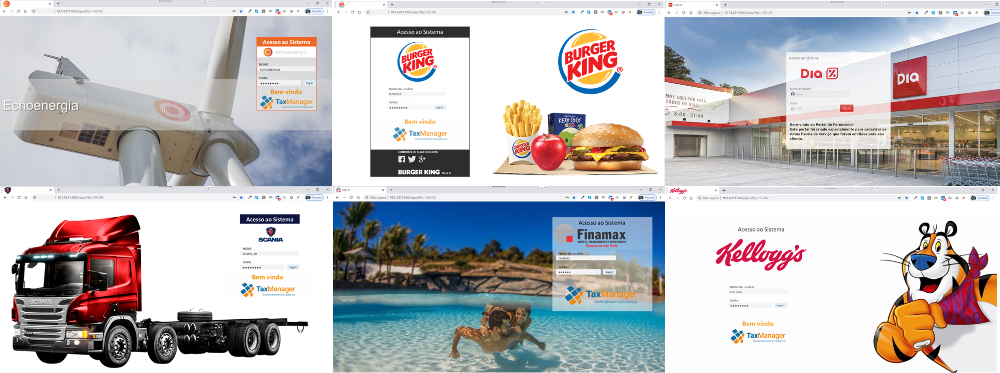 10.1.4.211:8080/apex/f?p=105:102
Pausada
Acesso ao Sistema
echoenergia
NOME
ECHOENERGIAS
Senha
********
Log-In
Bem vindo
TaxManager
Governance e Compliance
echoenergia
Echoenergia
10.1.4.211:8080/apex/f?p=105:102
Pausada
Acesso ao Sistema
BURGER KING®
Nome do usuário
BURGUER
Senha
********
Log-in
Bem vindo
TaxManager
Governance e Compliance
COMPARTILHE ALGO DELICIOSO
BURGER KING TM & ©
BURGER KING®
KERO COCO
KIDS
BURGER KING
Log-in
Não seguro | 10.1.4.211:8080/apex/f?p=105:102
Pausad
Acesso ao Sistema
Dia %
Nome do Usuário
Nome
Senha
Log-in
Bem-vindo ao Portal do Fornecedor!
Este portal foi criado especialmente para cadastrar as
notas fiscais de serviço que foram emitidas para seu
cliente.
Dia
MOS AQUI POR VOCÊ,
TODOS OS DIAS!
8:00 - 21:00
10.1.4.211:8080/apex/f?p=105:102
Pausada
Acesso ao Sistema
SCANIA
NOME
SCANIA_BR
Senha
********
Log-In
Bem vindo
TaxManager
Governance e Compliance
SCANIA
P 310
Log-in
Não seguro | 10.1.4.211:8080/apex/f?p=105:102
Pausada
Acesso ao Sistema
Finamax
CRÉDITO, FINANCIAMENTO E INVESTIMENTO
Sempre ao seu lado
Nome do usuário
FINAMAX
Senha
******
Log-In
TaxManager
Governance e Compliance
Kellogg's
Não seguro | 10.1.4.211:8080/apex/f?p=105:102
Pausada
Acesso ao Sistema
Kellogg's®
Nome do usuário
KELLOGG
Senha
********
Log-In
Bem vindo
TaxManager
Governance e Compliance